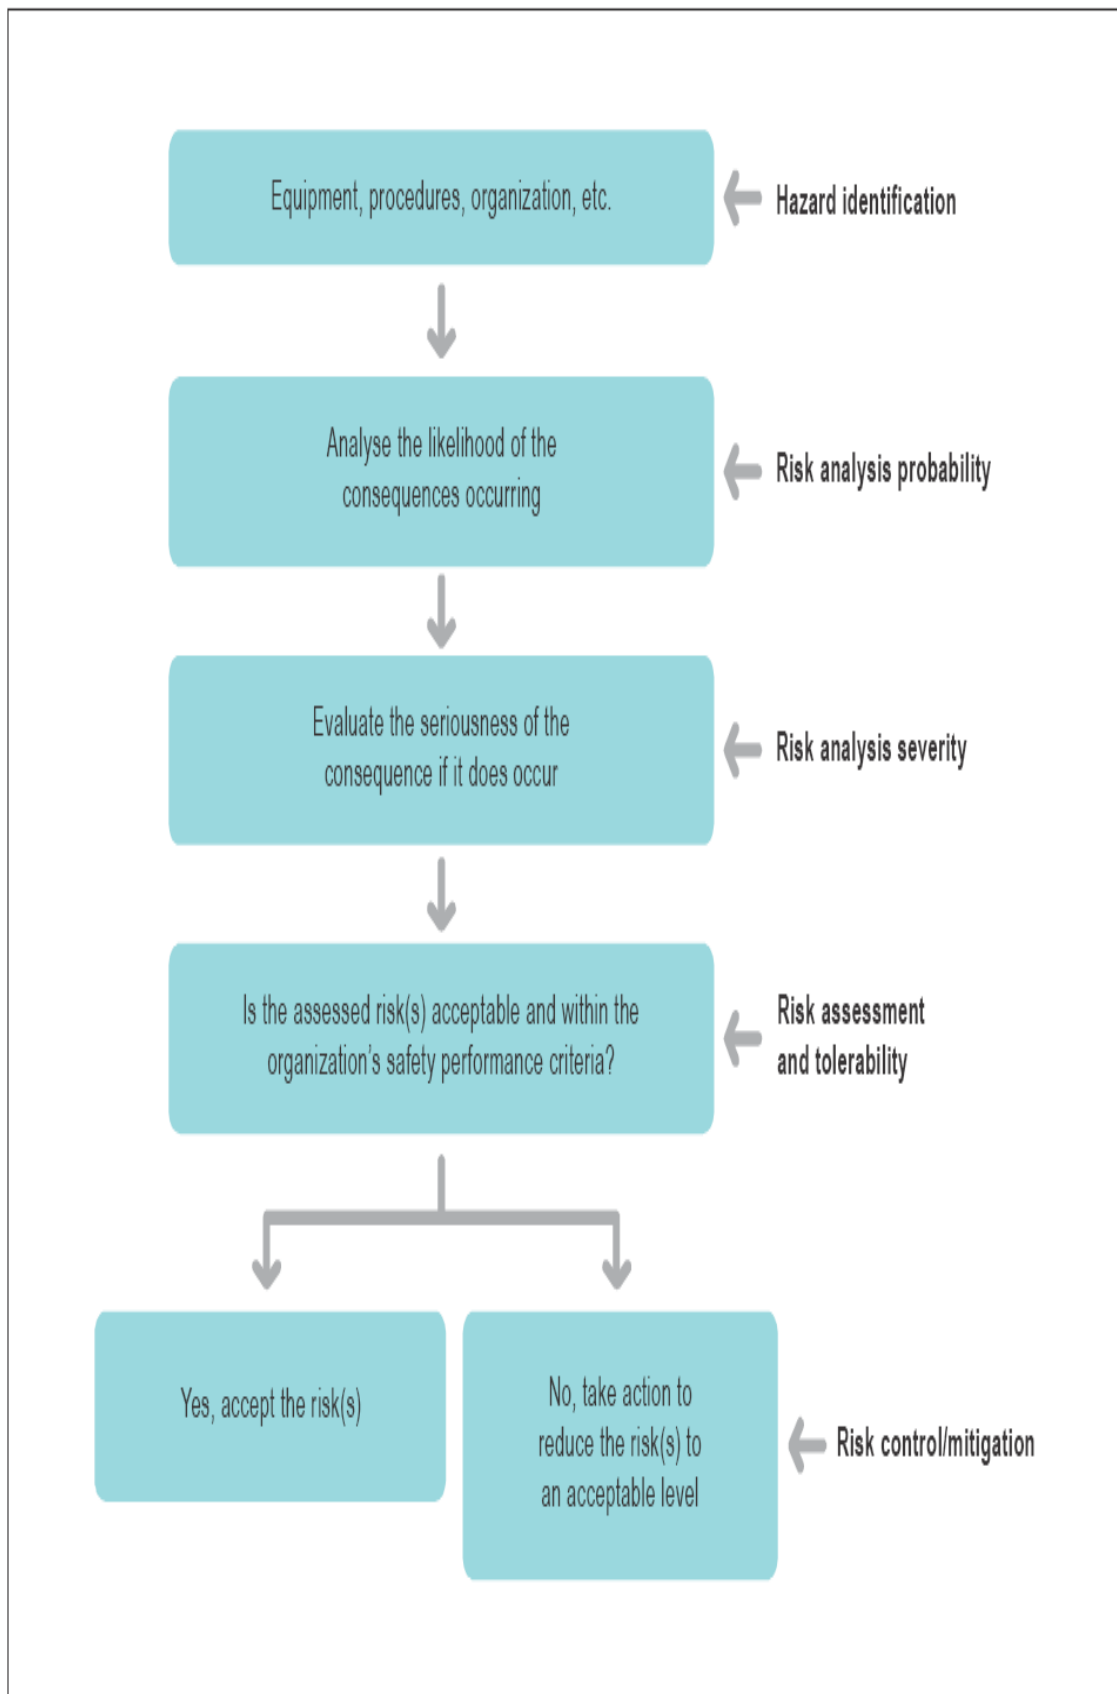 Equipment, procedures, organization, etc.
Hazard identification
Analyse the likelihood of the
consequences occurring
Risk analysis probability
Evaluate the seriousness of the
consequence if it does occur
Risk analysis severity
Is the assessed risk(s) acceptable and within the
organization’s safety performance criteria?
Risk assessment
and tolerability
Yes, accept the risk(s)
No, take action to
reduce the risk(s) to
an acceptable level
Risk control/mitigation